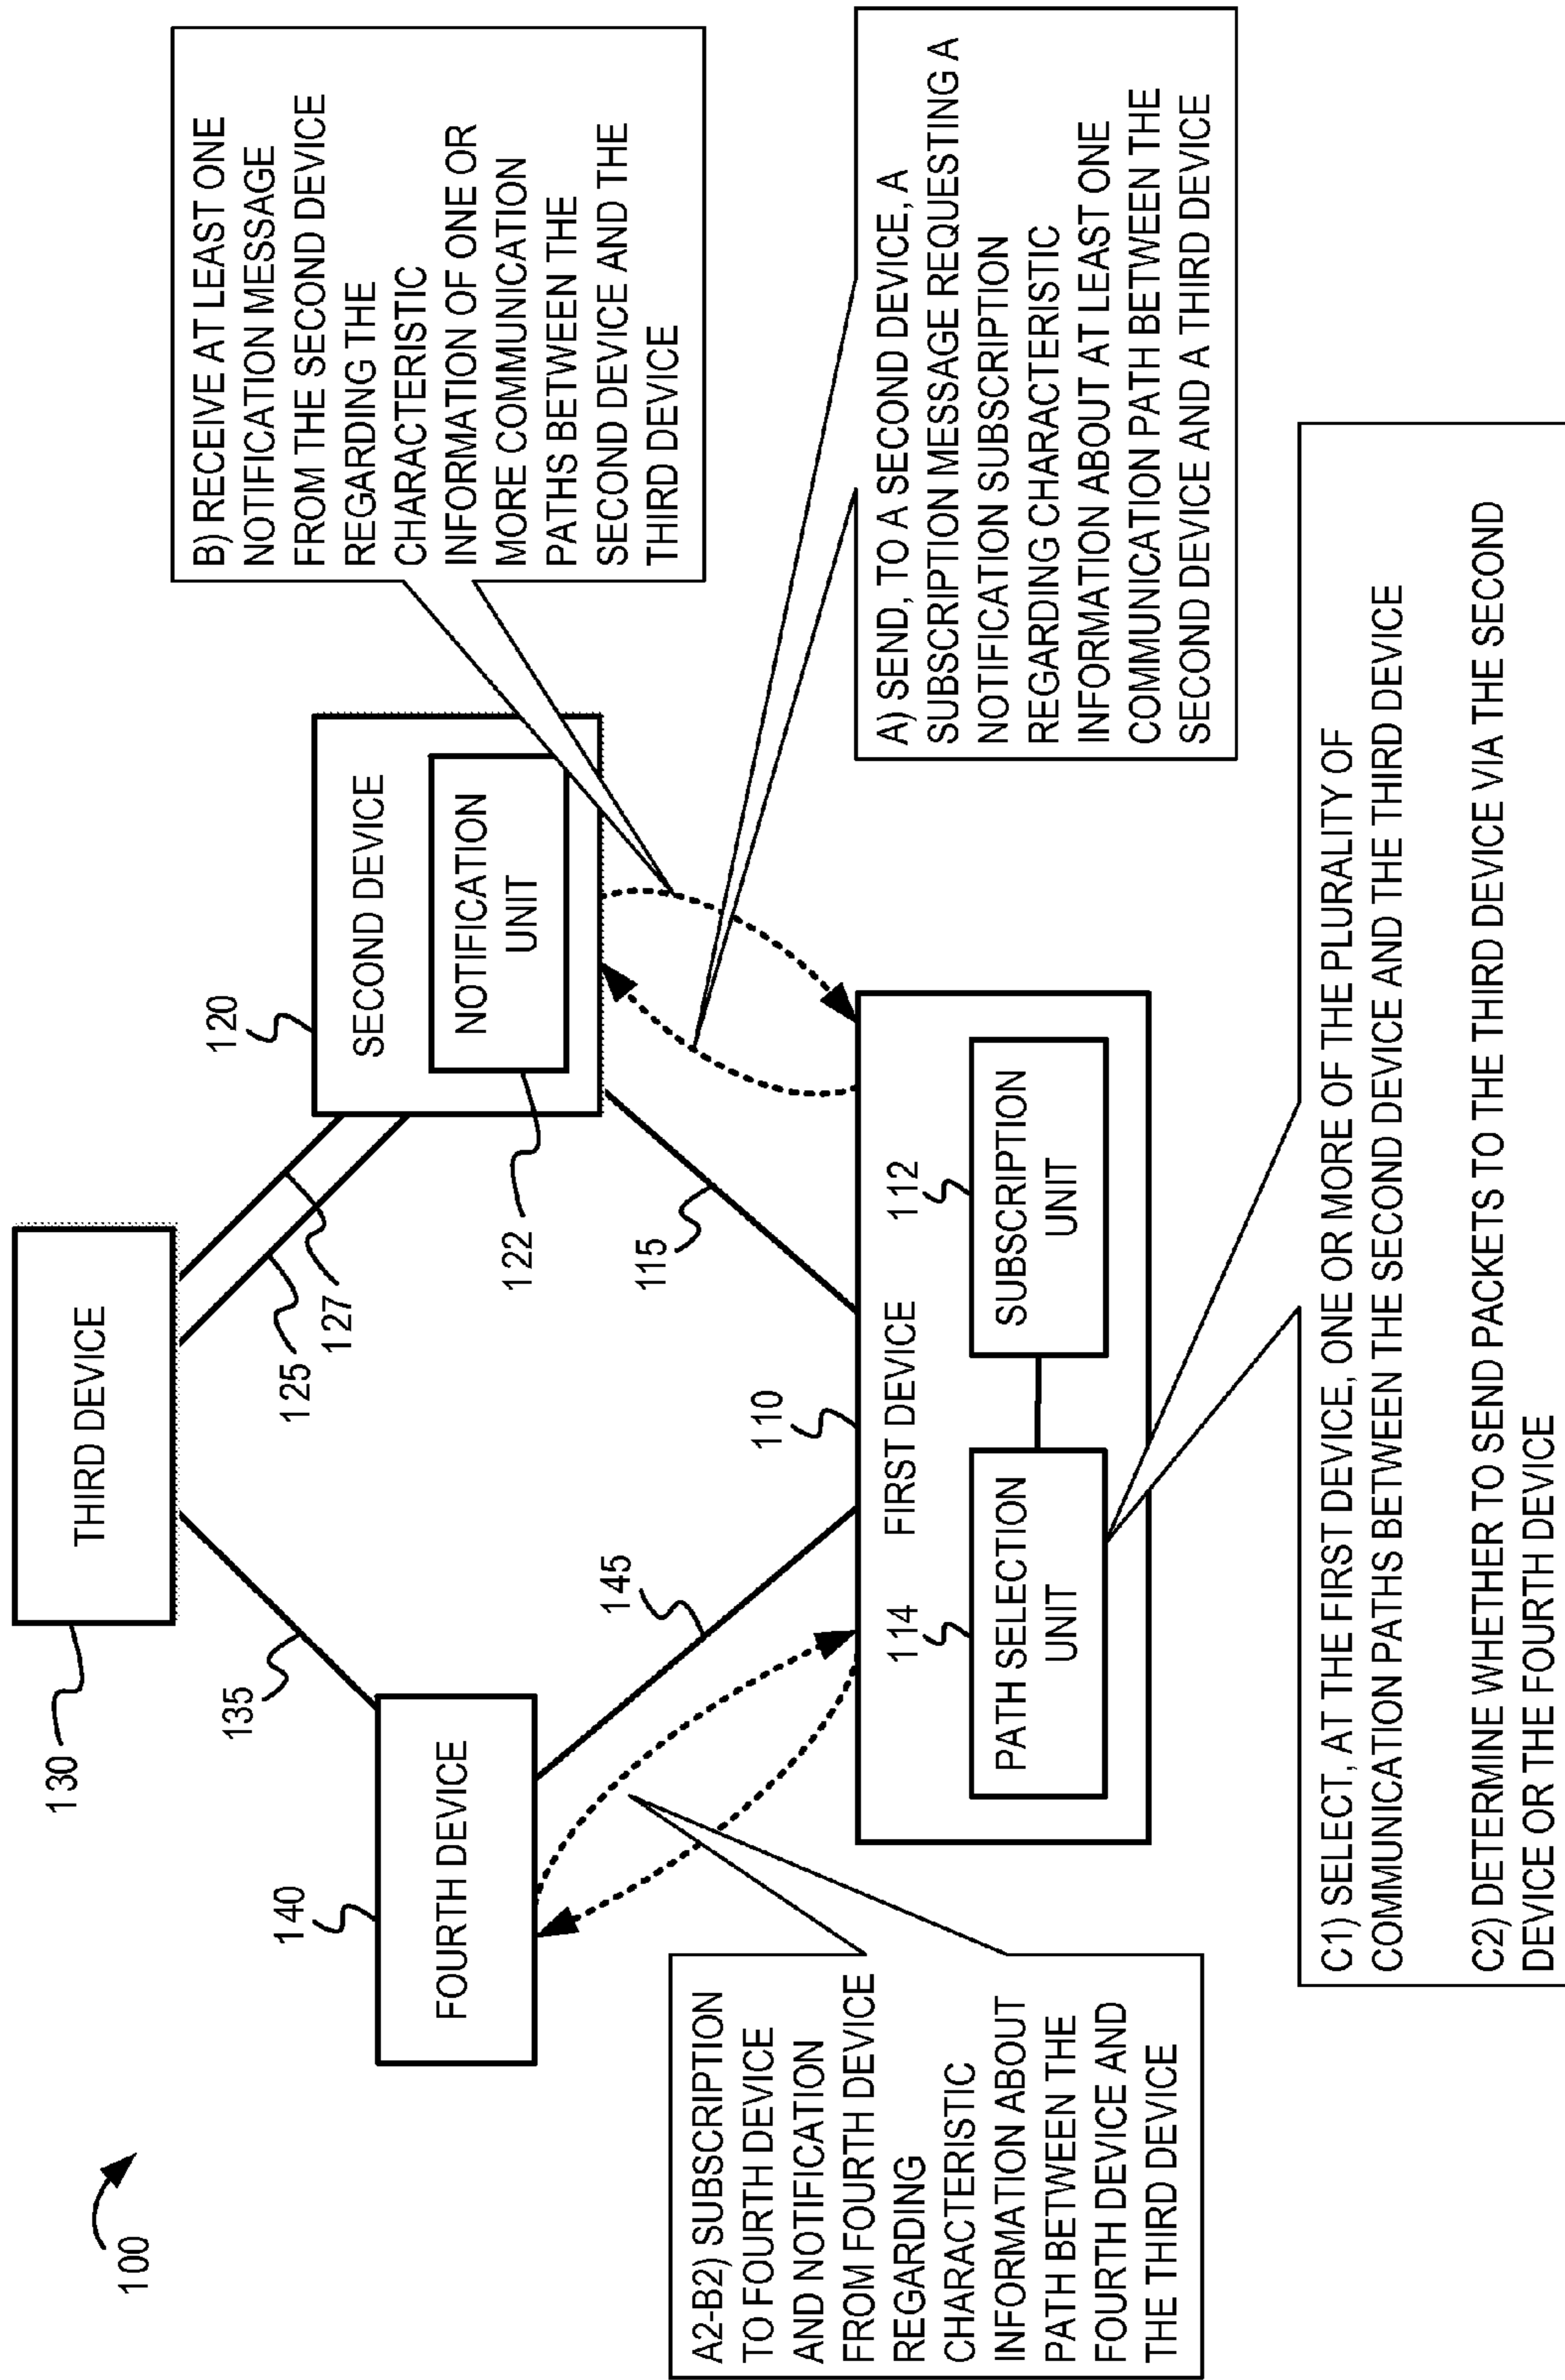 100
130
THIRD DEVICE
135
125
127
140
FOURTH DEVICE
120
SECOND DEVICE
NOTIFICATION
UNIT
122
B) RECEIVE AT LEAST ONE
NOTIFICATION MESSAGE
FROM THE SECOND DEVICE
REGARDING THE
CHARACTERISTIC
INFORMATION OF ONE OR
MORE COMMUNICATION
PATHS BETWEEN THE
SECOND DEVICE AND THE
THIRD DEVICE
145
115
A2-B2) SUBSCRIPTION
TO FOURTH DEVICE
AND NOTIFICATION
FROM FOURTH DEVICE
REGARDING
CHARACTERISTIC
INFORMATION ABOUT
PATH BETWEEN THE
FOURTH DEVICE AND
THE THIRD DEVICE
110
FIRST DEVICE
114
PATH SELECTION
UNIT
112
SUBSCRIPTION
UNIT
A) SEND, TO A SECOND DEVICE, A
SUBSCRIPTION MESSAGE REQUESTING A
NOTIFICATION SUBSCRIPTION
REGARDING CHARACTERISTIC
INFORMATION ABOUT AT LEAST ONE
COMMUNICATION PATH BETWEEN THE
SECOND DEVICE AND A THIRD DEVICE
C1) SELECT, AT THE FIRST DEVICE, ONE OR MORE OF THE PLURALITY OF
COMMUNICATION PATHS BETWEEN THE SECOND DEVICE AND THE THIRD DEVICE
C2) DETERMINE WHETHER TO SEND PACKETS TO THE THIRD DEVICE VIA THE SECOND
DEVICE OR THE FOURTH DEVICE